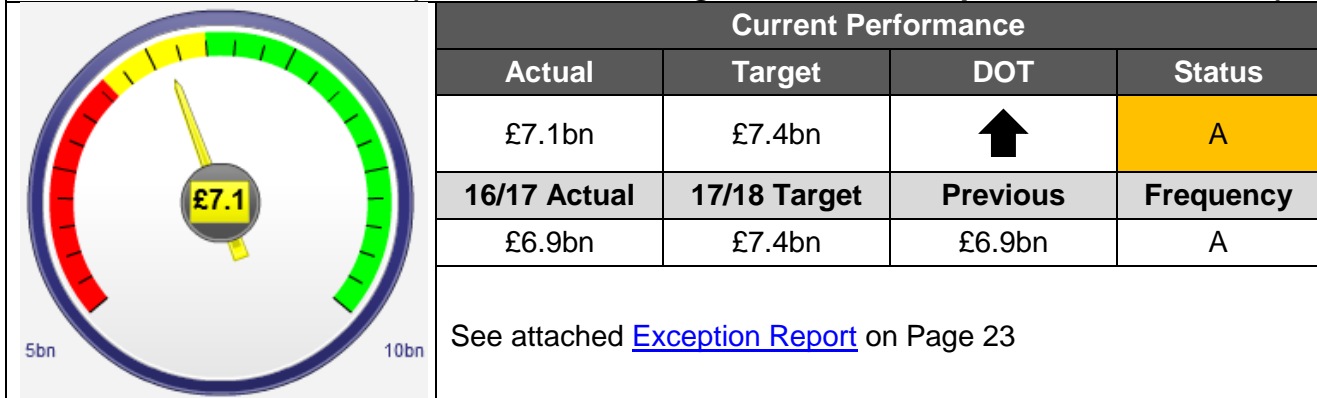 Current Performance
Actual Target DOT Status
£7.1bn £7.4bn A
16/17 Actual 17/18 Target Previous Frequency
£6.9bn £7.4bn £6.9bn A
£7.1
5bn 10bn
See attached Exception Report on Page 23